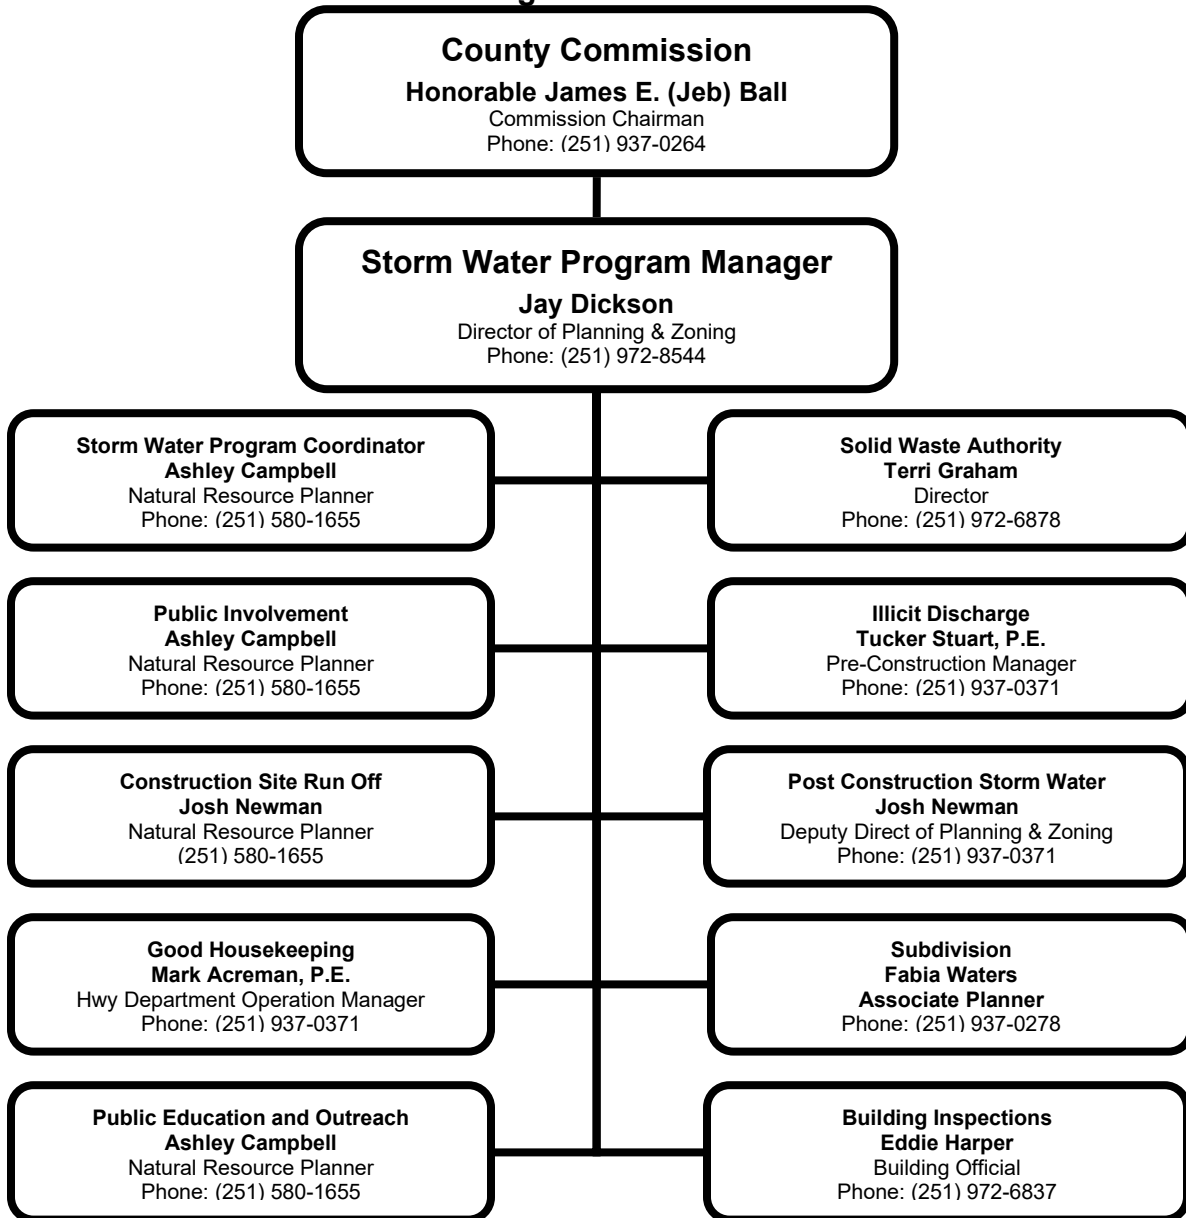 County Commission
Honorable James E. (Jeb) Ball
Commission Chairman
Phone: (251) 937-0264
Storm Water Program Manager
Jay Dickson
Director of Planning & Zoning
Phone: (251) 972-8544
Storm Water Program Coordinator
Ashley Campbell
Natural Resource Planner
Phone: (251) 580-1655
Solid Waste Authority
Terri Graham
Director
Phone: (251) 972-6878
Public Involvement
Ashley Campbell
Natural Resource Planner
Phone: (251) 580-1655
Illicit Discharge
Tucker Stuart, P.E.
Pre-Construction Manager
Phone: (251) 937-0371
Construction Site Run Off
Josh Newman
Natural Resource Planner
(251) 580-1655
Post Construction Storm Water
Josh Newman
Deputy Direct of Planning & Zoning
Phone: (251) 937-0371
Good Housekeeping
Mark Acreman, P.E.
Hwy Department Operation Manager
Phone: (251) 937-0371
Subdivision
Fabia Waters
Associate Planner
Phone: (251) 937-0278
Public Education and Outreach
Ashley Campbell
Natural Resource Planner
Phone: (251) 580-1655
Building Inspections
Eddie Harper
Building Official
Phone: (251) 972-6837